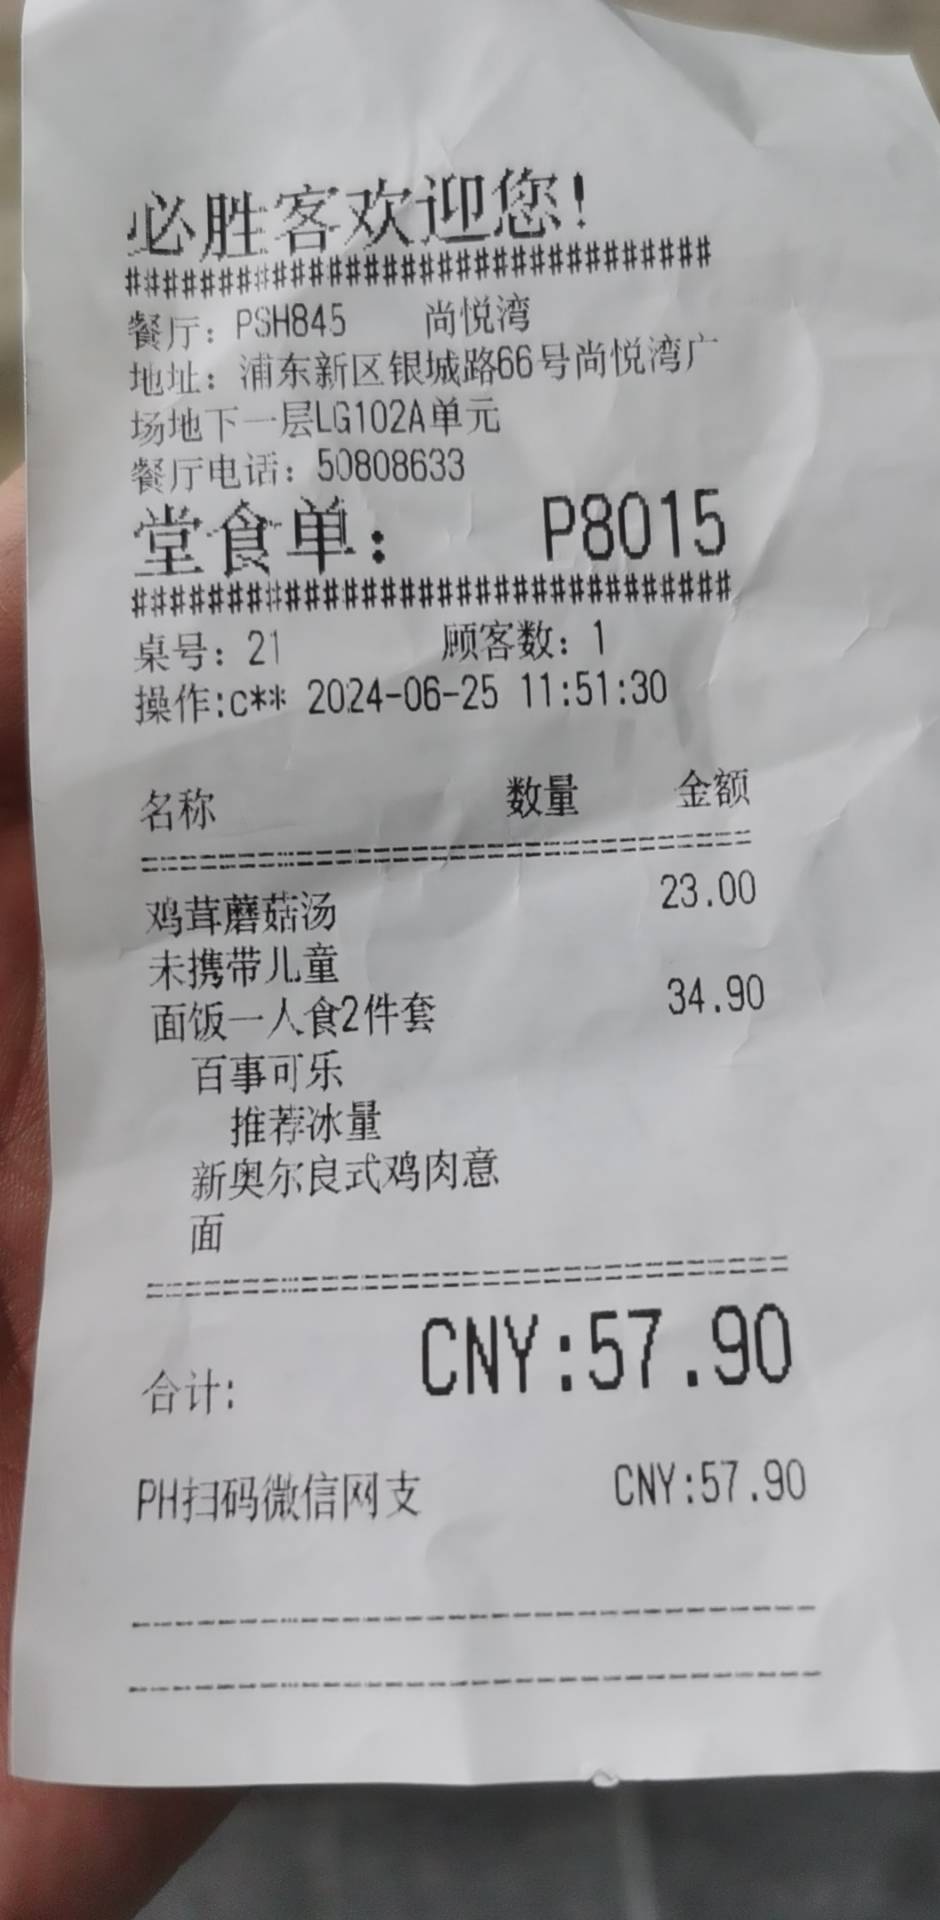 必胜客欢迎您!
################################
餐厅: PSH845 尚悦湾
地址: 浦东新区银城路66号尚悦湾广
场地下一层LG102A单元
餐厅电话: 50808633
堂食单: P8015
################################
桌号: 21 顾客数: 1
操作:c** 2024-06-25 11:51:30
名称 数量 金额
================================
鸡茸蘑菇汤 23.00
未携带儿童
面饭一人食2件套 34.90
百事可乐
推荐冰量
新奥尔良式鸡肉意
面
================================
合计: CNY:57.90
PH扫码微信网支 CNY:57.90
--------------------------------
--------------------------------